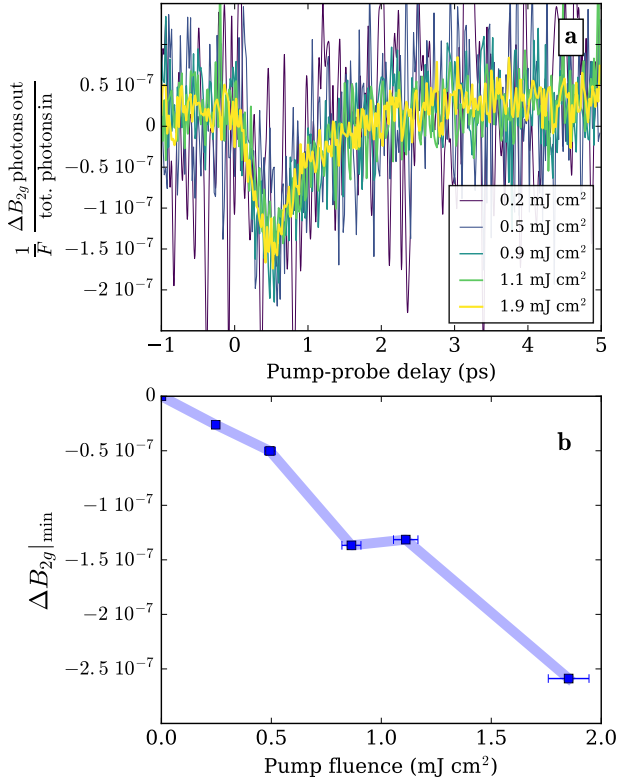 a
1/F ΔB2g photons out / tot. photons in
0.5 10⁻⁷
0
−0.5 10⁻⁷
−1 10⁻⁷
−1.5 10⁻⁷
−2 10⁻⁷
0.2 mJ cm²
0.5 mJ cm²
0.9 mJ cm²
1.1 mJ cm²
1.9 mJ cm²
−1 0 1 2 3 4 5
Pump-probe delay (ps)
b
ΔB2g|min
0
−0.5 10⁻⁷
−1 10⁻⁷
−1.5 10⁻⁷
−2 10⁻⁷
−2.5 10⁻⁷
0.0 0.5 1.0 1.5 2.0
Pump fluence (mJ cm²)